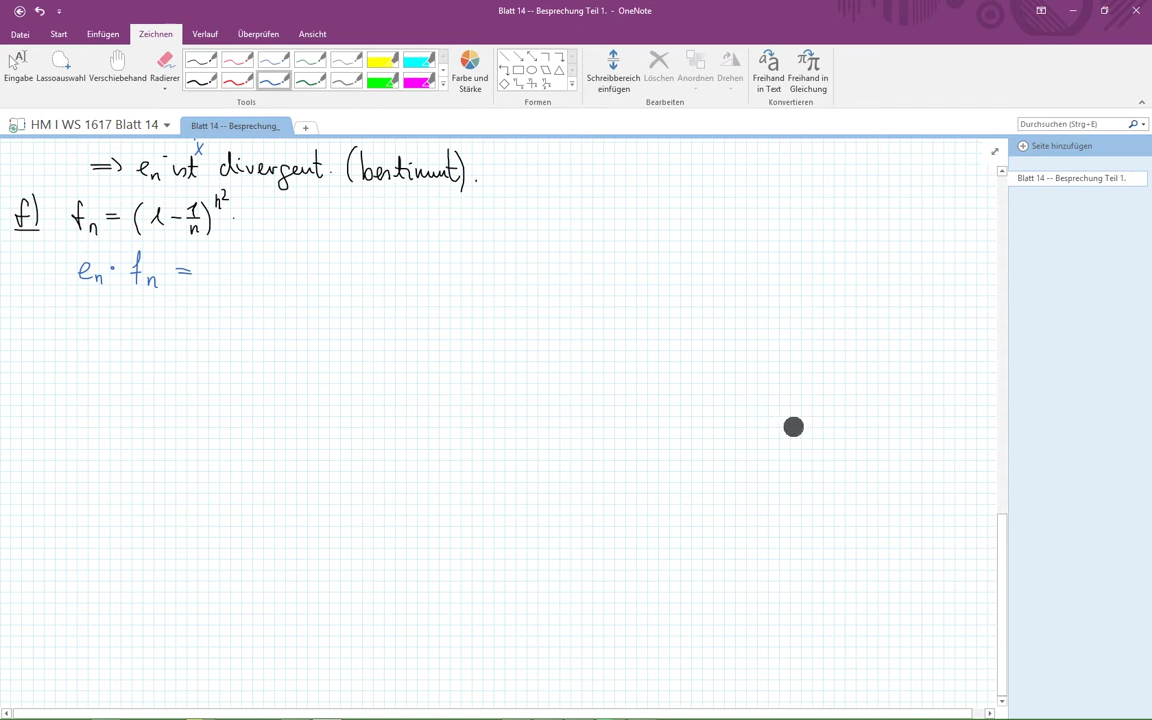 Blatt 14 -- Besprechung Teil 1. - OneNote
Datei Start Einfügen Zeichnen Verlauf Überprüfen Ansicht
Eingabe Lassoauswahl Verschiebehand Radierer Farbe und Stärke Schreibbereich einfügen Löschen Anordnen Drehen Freihand in Text Freihand in Gleichung
Tools Formen Bearbeiten Konvertieren
HM I WS 1617 Blatt 14 Blatt 14 -- Besprechung_ Durchsuchen (Strg+E)
Seite hinzufügen
Blatt 14 -- Besprechung Teil 1.
⟹ eₙ ist divergent. (bestimmt).
f) fₙ = (1 - 1/n)^n².
eₙ · fₙ =